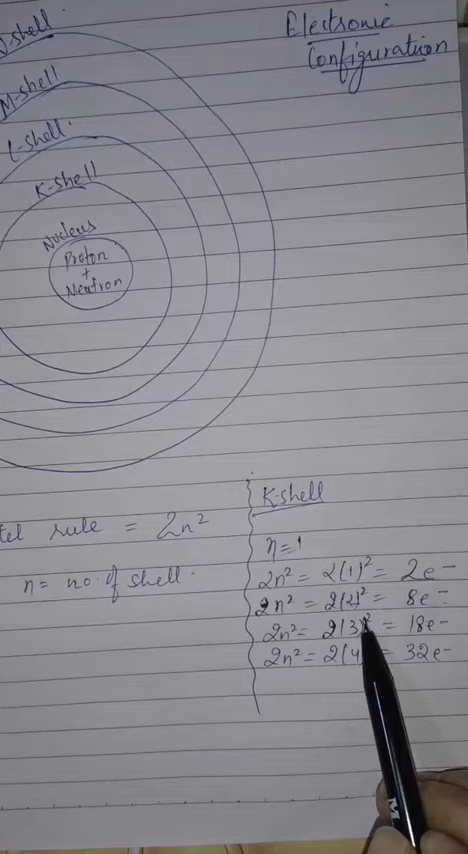 Electronic
Configuration
N-shell.
M-shell
L-shell.
K-shell
Nucleus
Proton
+
Neutron
rule = 2n²
n = no. of shell.
K-shell
n=1
2n² = 2(1)² = 2e-
2n² = 2(2)² = 8e-
2n² = 2(3)² = 18e-
2n² = 2(4 = 32e-
M